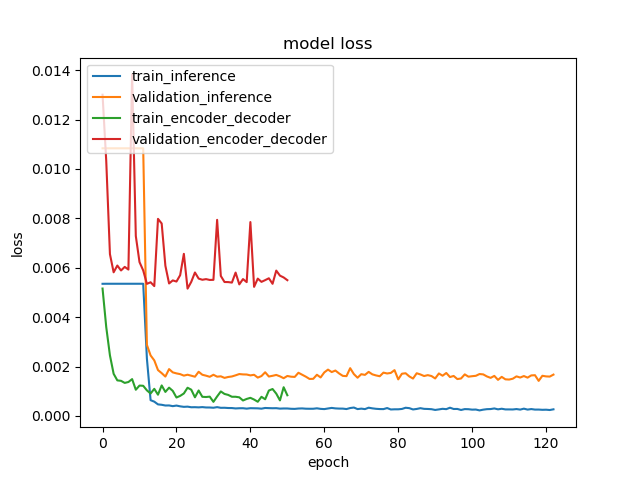 model loss
train_inference
validation_inference
train_encoder_decoder
validation_encoder_decoder
loss
0.014
0.012
0.010
0.008
0.006
0.004
0.002
0.000
0 20 40 60 80 100 120
epoch